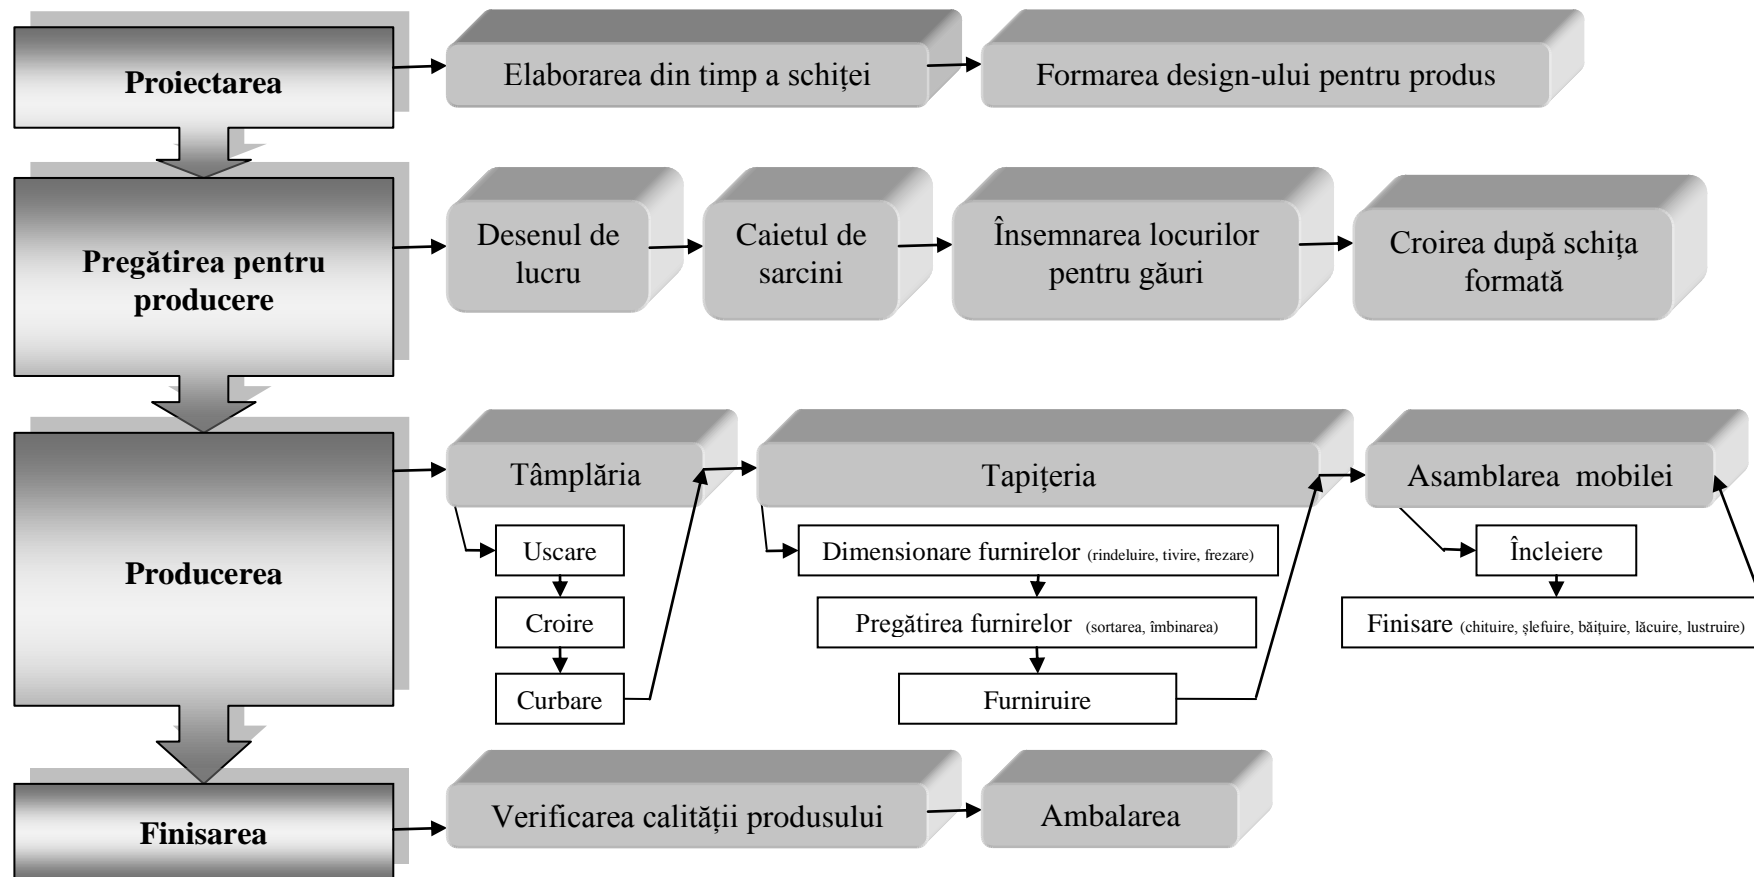 Proiectarea
Elaborarea din timp a schiței
Formarea design-ului pentru produs
Pregătirea pentru
producere
Desenul de
lucru
Caietul de
sarcini
Însemnarea locurilor
pentru găuri
Croirea după schița
formată
Producerea
Tâmplăria
Uscare
Croire
Curbare
Tapițeria
Dimensionare furnirelor (rindeluire, tivire, frezare)
Pregătirea furnirelor (sortarea, îmbinarea)
Furniruire
Asamblarea mobilei
Încleiere
Finisare (chituire, șlefuire, băițuire, lăcuire, lustruire)
Finisarea
Verificarea calității produsului
Ambalarea